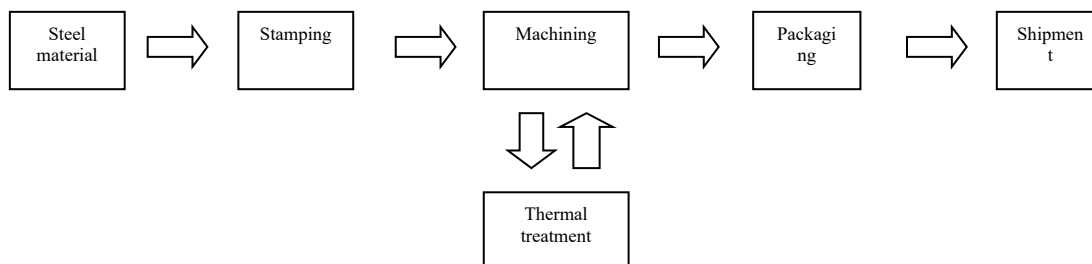 Steel
material
Stamping
Machining
Packagi
ng
Shipmen
t
Thermal
treatment